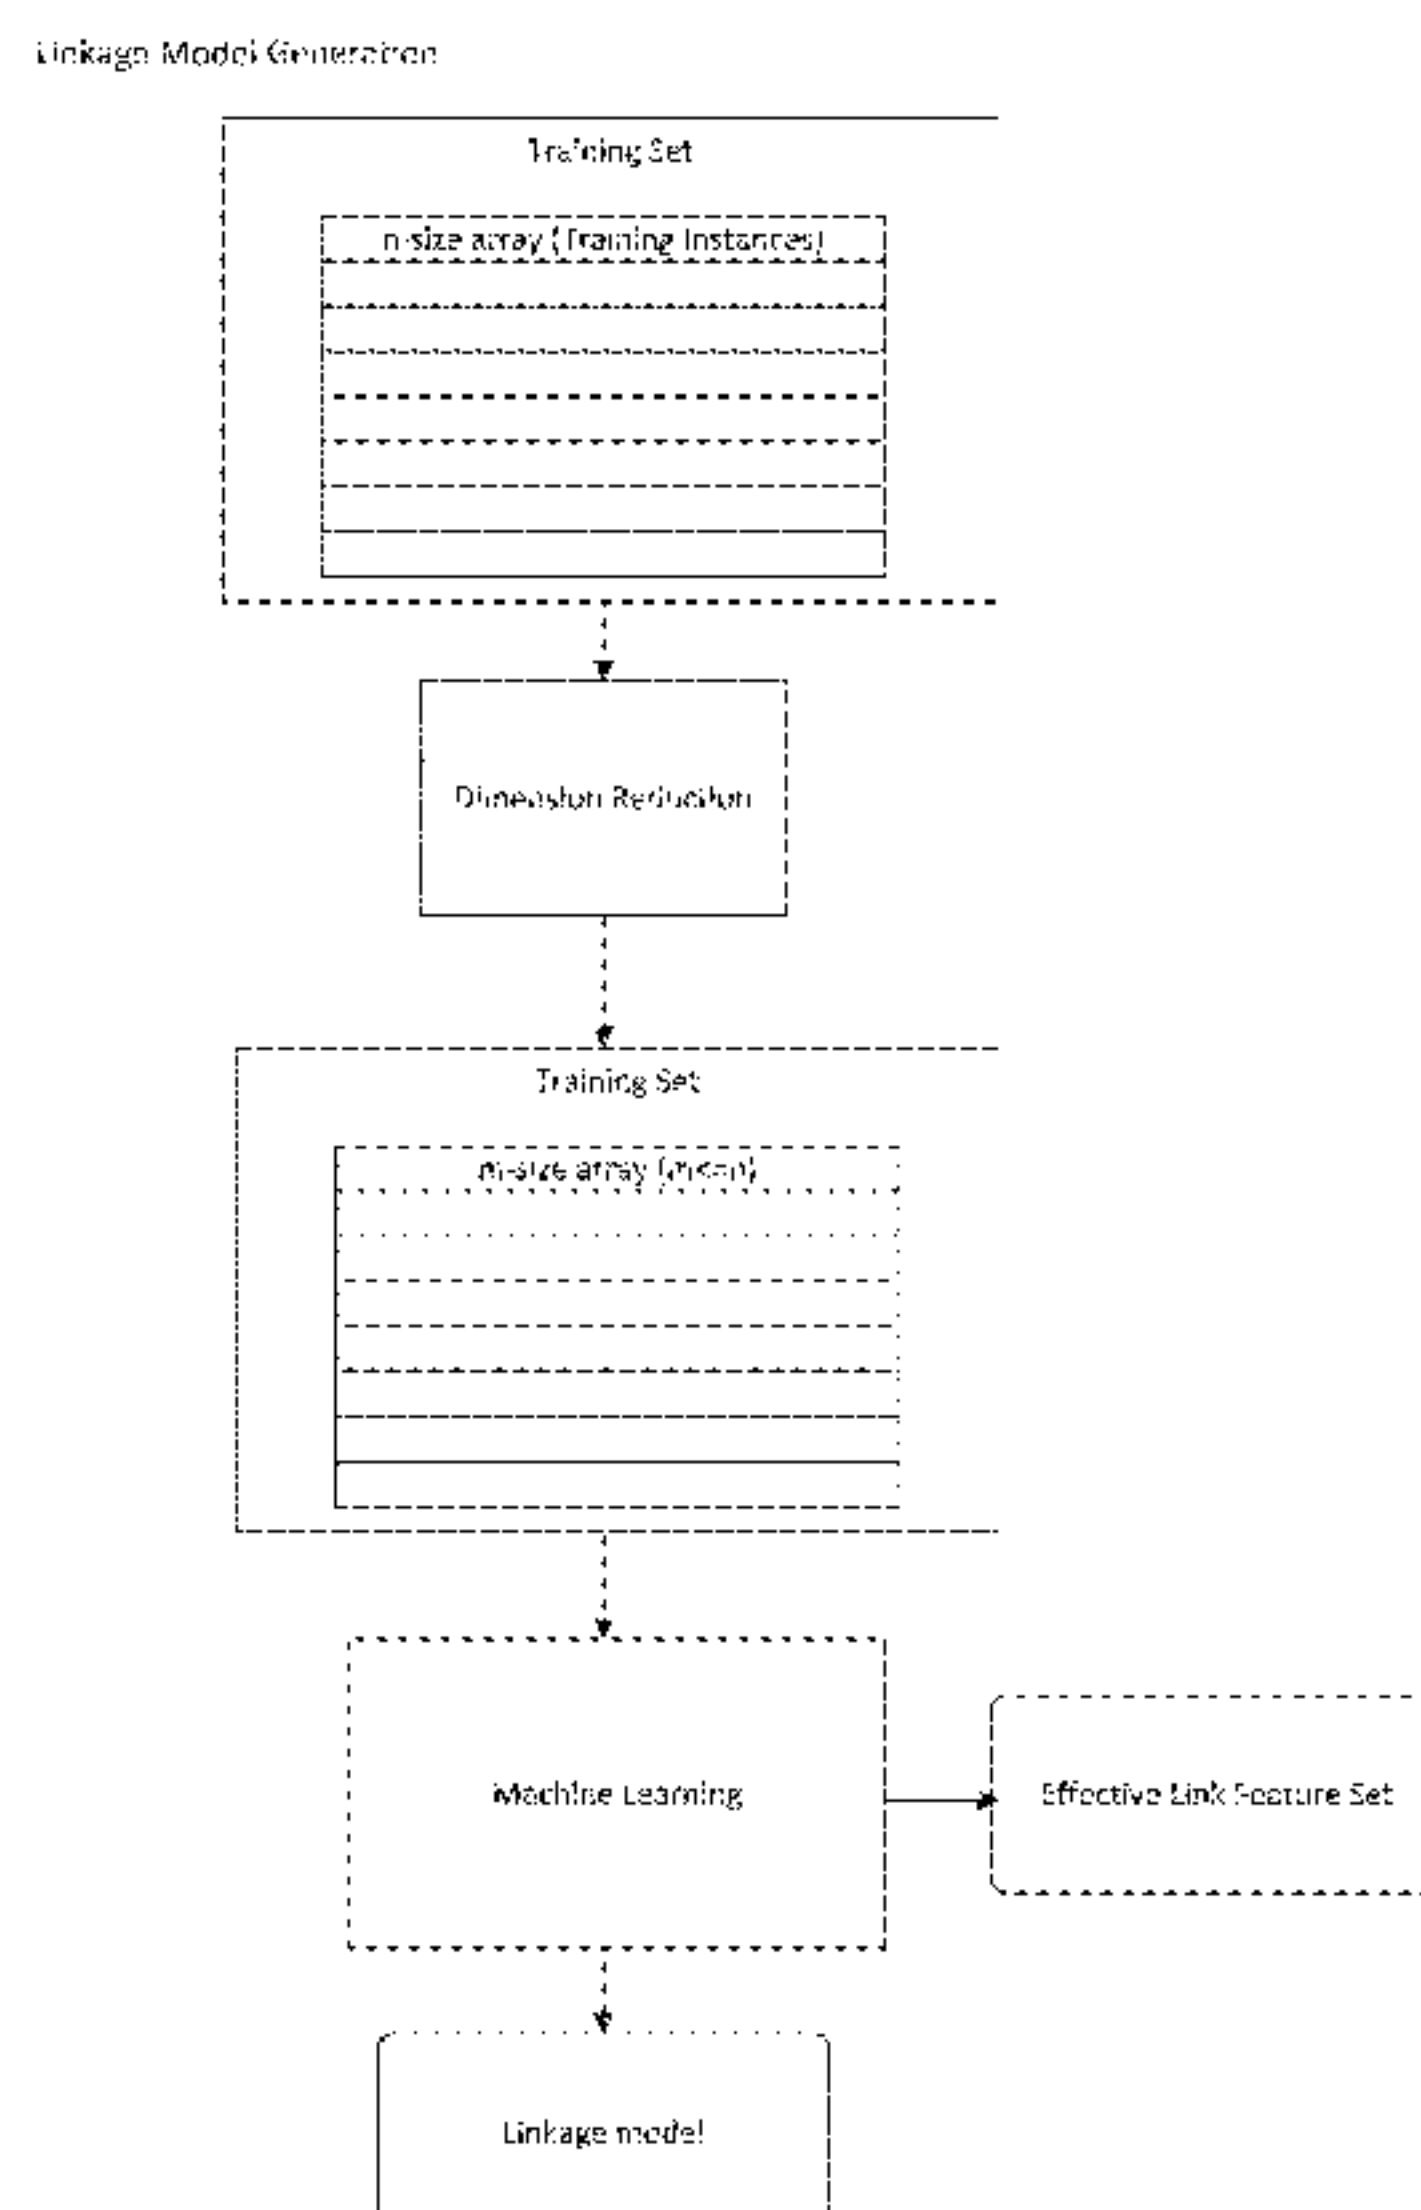 Linkage Model Generation
Training Set
n-size array (Training Instances)
Dimension Reduction
Training Set
m-size array (m<=n)
Machine Learning
Effective Link Feature Set
Linkage model